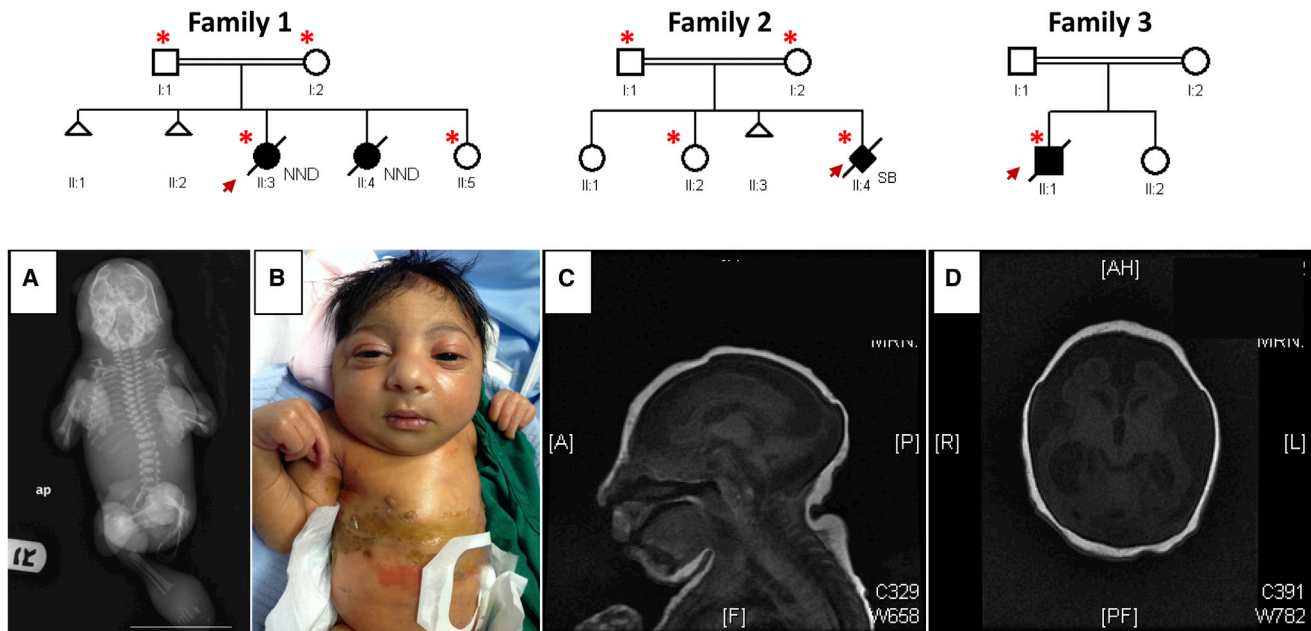 Family 1
Family 2
Family 3
* *
* *
I:1 I:2
I:1 I:2
I:1 I:2
* *
* *
*
II:1 II:2 II:3 NND II:4 NND II:5
II:1 II:2 II:3 II:4 SB
II:1 II:2
A
ap
B
C
[A]
[P]
C329
W658
[F]
D
[AH]
[R]
[L]
C391
W782
[PF]